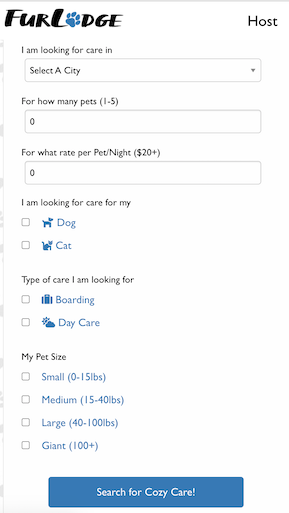 FURLODGE
Host
I am looking for care in
Select A City
For how many pets (1-5)
0
For what rate per Pet/Night ($20+)
0
I am looking for care for my
Dog
Cat
Type of care I am looking for
Boarding
Day Care
My Pet Size
Small (0-15lbs)
Medium (15-40lbs)
Large (40-100lbs)
Giant (100+)
Search for Cozy Care!